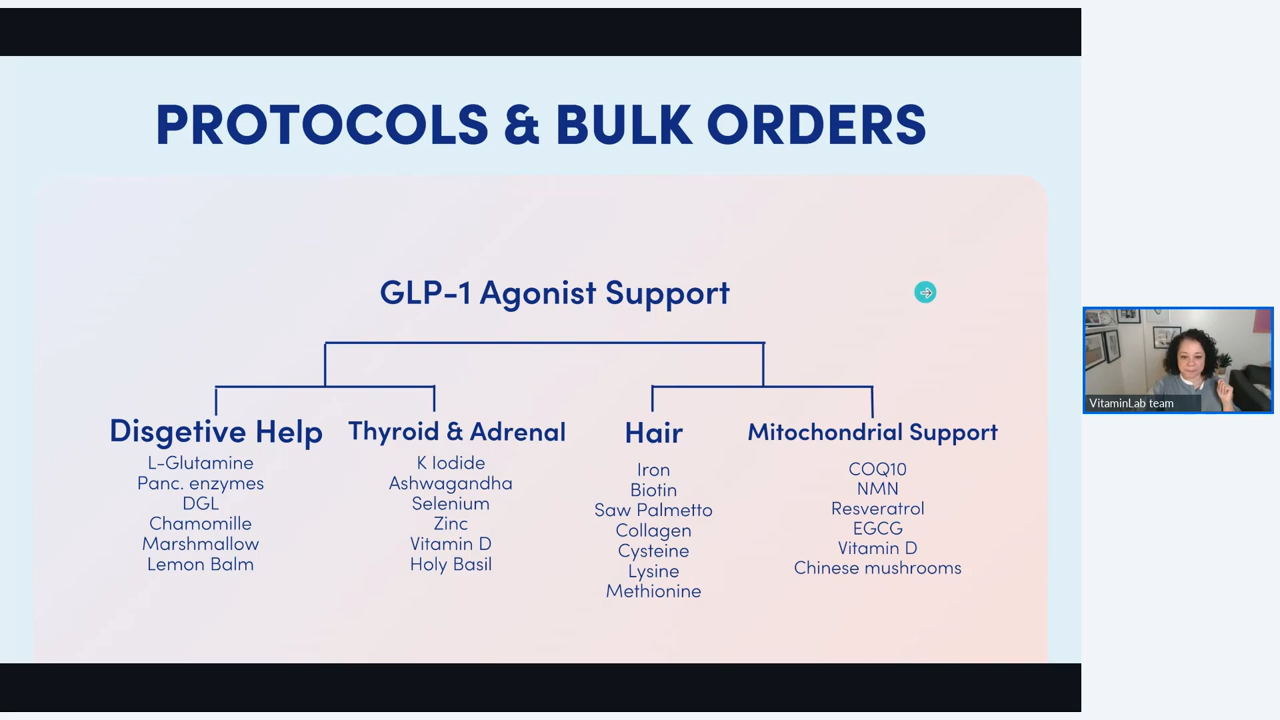 PROTOCOLS & BULK ORDERS
GLP-1 Agonist Support
Disgetive Help
L-Glutamine
Panc. enzymes
DGL
Chamomille
Marshmallow
Lemon Balm
Thyroid & Adrenal
K Iodide
Ashwagandha
Selenium
Zinc
Vitamin D
Holy Basil
Hair
Iron
Biotin
Saw Palmetto
Collagen
Cysteine
Lysine
Methionine
Mitochondrial Support
COQ10
NMN
Resveratrol
EGCG
Vitamin D
Chinese mushrooms
VitaminLab team